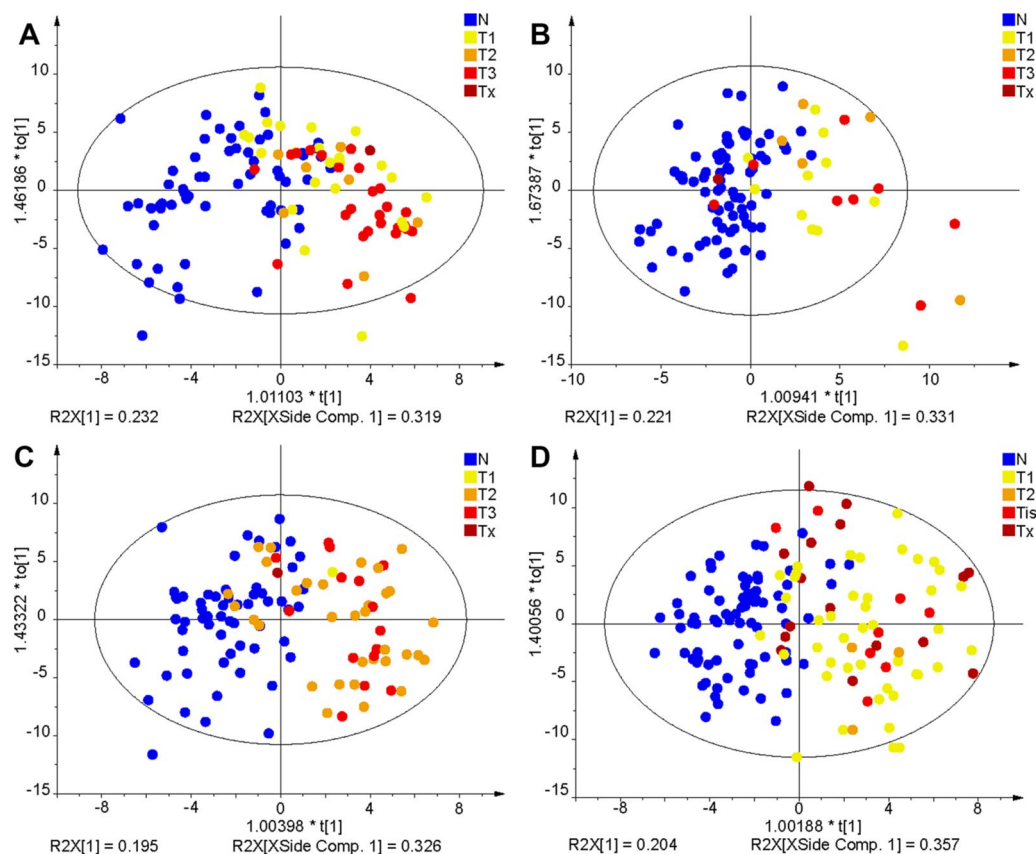 A
N
T1
T2
T3
Tx
1.46186 * to[1]
10
5
0
-5
-10
-15
-8
-4
0
4
8
1.01103 * t[1]
R2X[1] = 0.232
R2X[XSide Comp. 1] = 0.319
B
N
T1
T2
T3
Tx
1.67387 * to[1]
10
5
0
-5
-10
-15
-10
-5
0
5
10
1.00941 * t[1]
R2X[1] = 0.221
R2X[XSide Comp. 1] = 0.331
C
N
T1
T2
T3
Tx
1.43322 * to[1]
10
5
0
-5
-10
-15
-8
-4
0
4
8
1.00398 * t[1]
R2X[1] = 0.195
R2X[XSide Comp. 1] = 0.326
D
N
T1
T2
Tis
Tx
1.40056 * to[1]
10
5
0
-5
-10
-15
-8
-4
0
4
8
1.00188 * t[1]
R2X[1] = 0.204
R2X[XSide Comp. 1] = 0.357